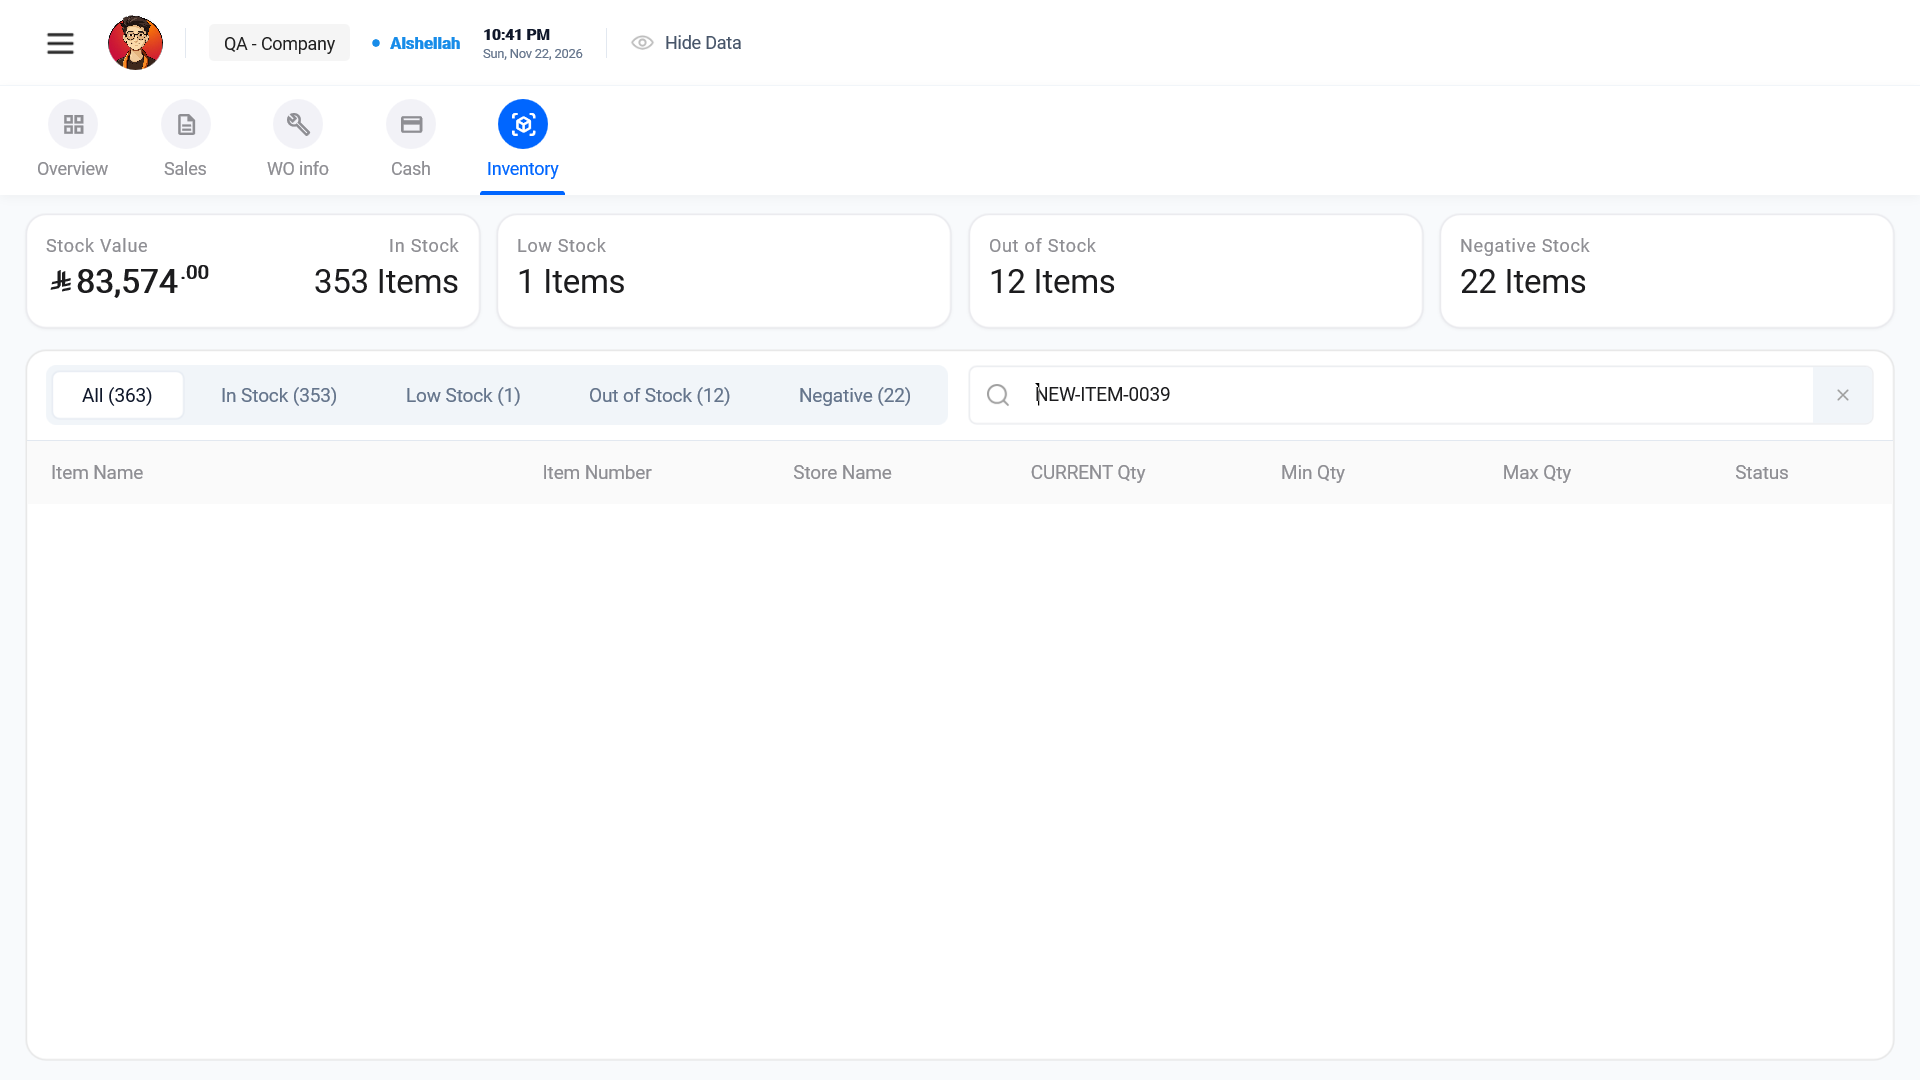 QA - Company
Alshellah
10:41 PM
Sun, Nov 22, 2026
Hide Data
Overview
Sales
WO info
Cash
Inventory
Stock Value
83,574.00
In Stock
353 Items
Low Stock
1 Items
Out of Stock
12 Items
Negative Stock
22 Items
All (363)
In Stock (353)
Low Stock (1)
Out of Stock (12)
Negative (22)
NEW-ITEM-0039
Item Name
Item Number
Store Name
CURRENT Qty
Min Qty
Max Qty
Status